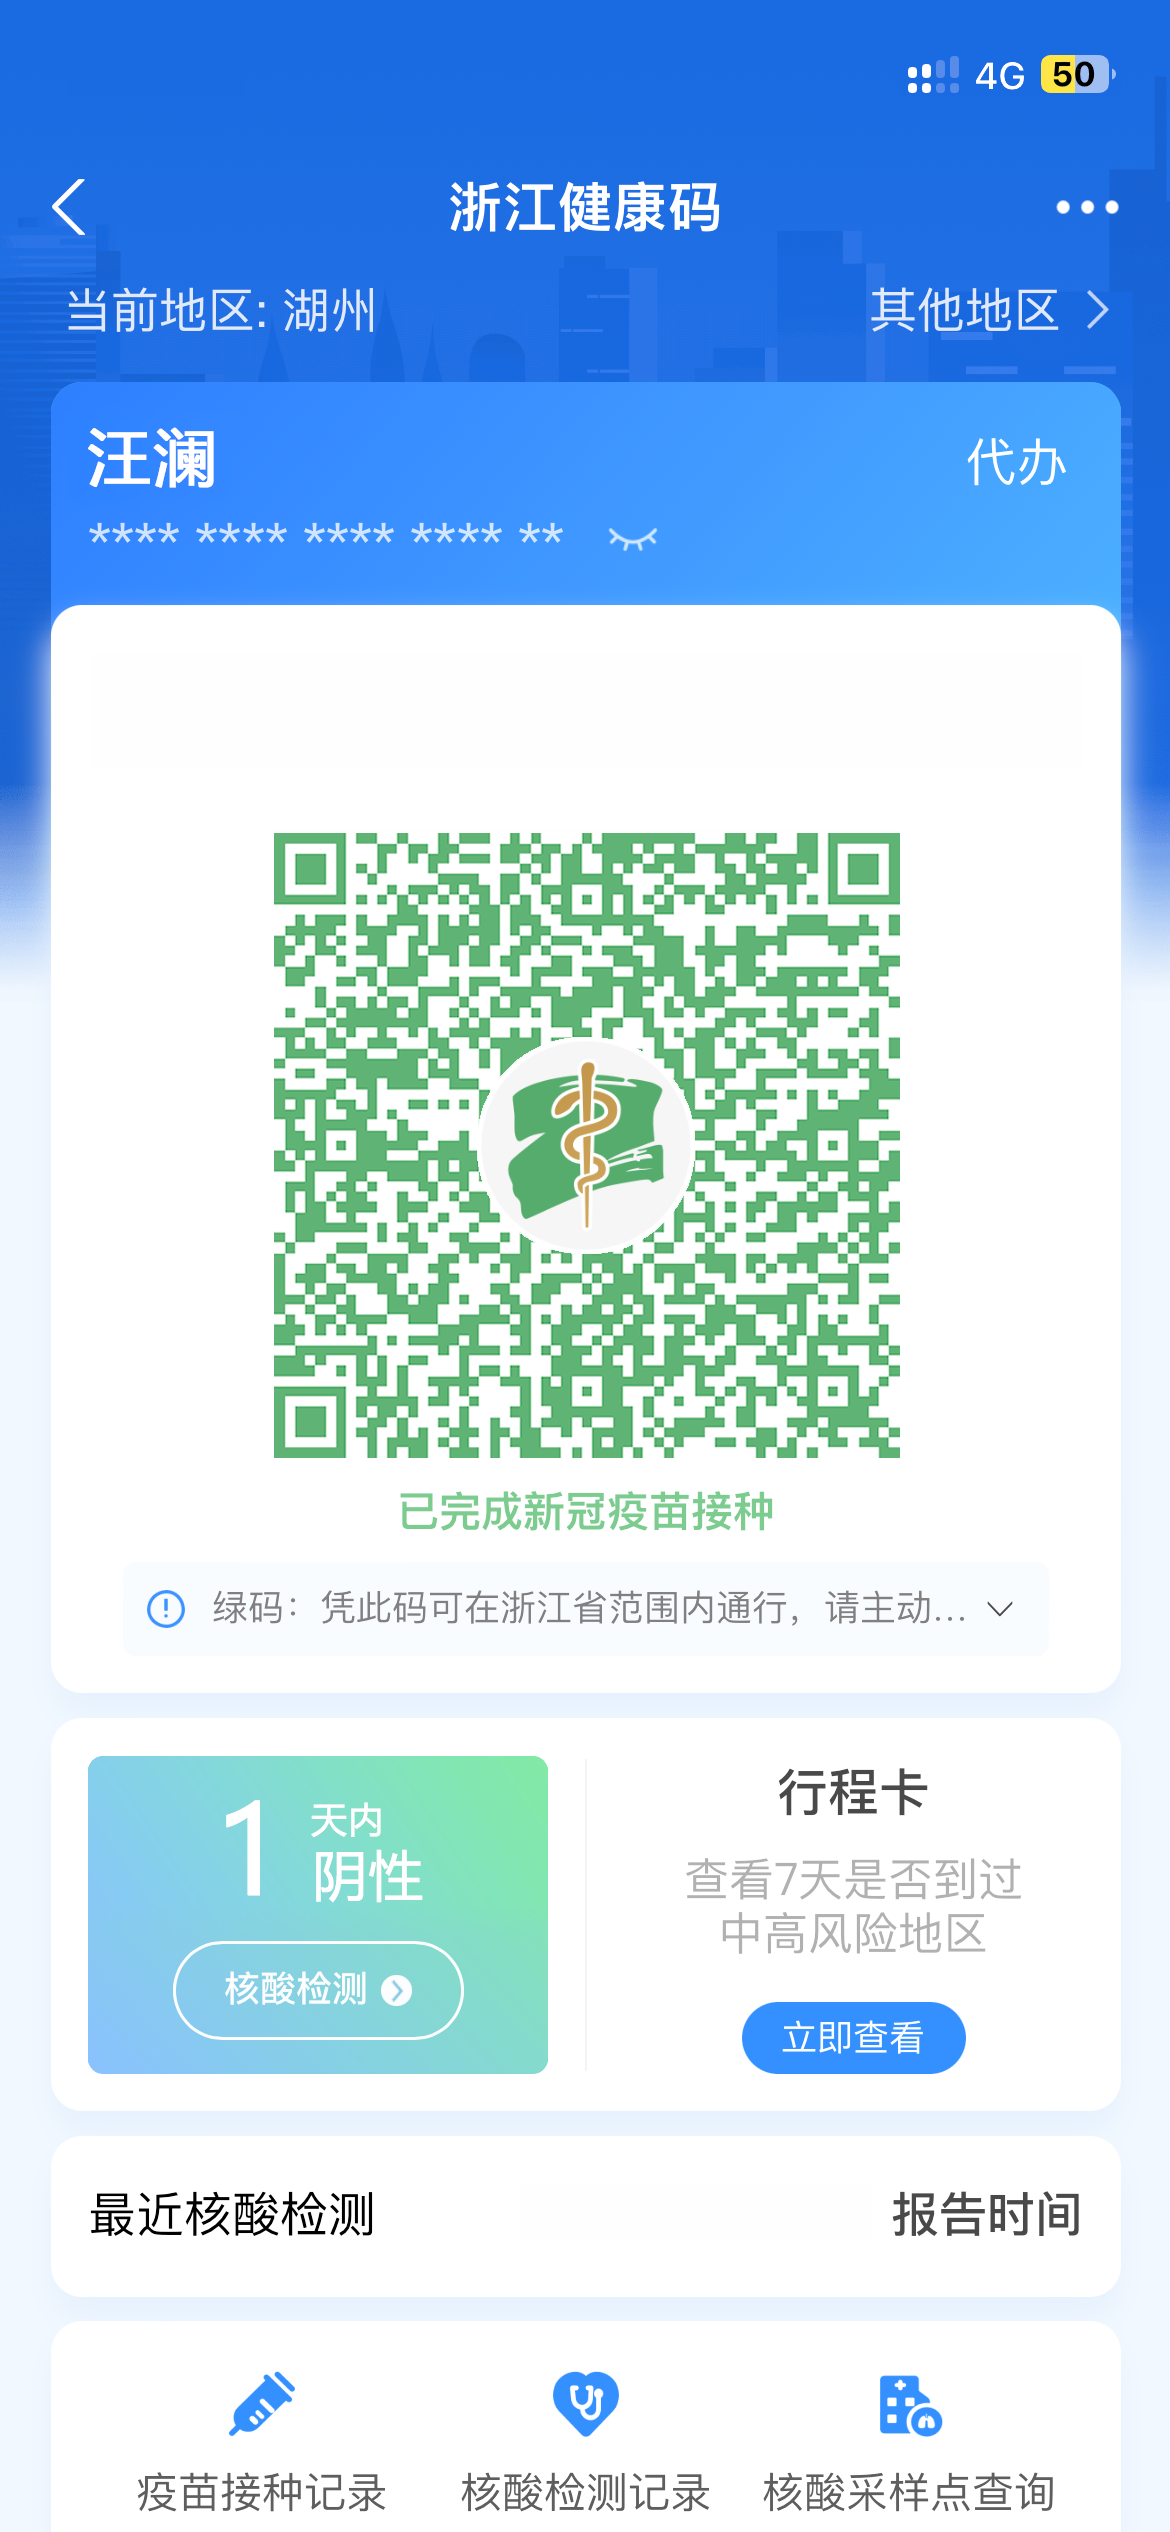 4G 50
浙江健康码
当前地区: 湖州
其他地区
汪澜
代办
**** **** **** **** **
已完成新冠疫苗接种
绿码：凭此码可在浙江省范围内通行，请主动...
1 天内
阴性
核酸检测
行程卡
查看7天是否到过
中高风险地区
立即查看
最近核酸检测
报告时间
疫苗接种记录
核酸检测记录
核酸采样点查询